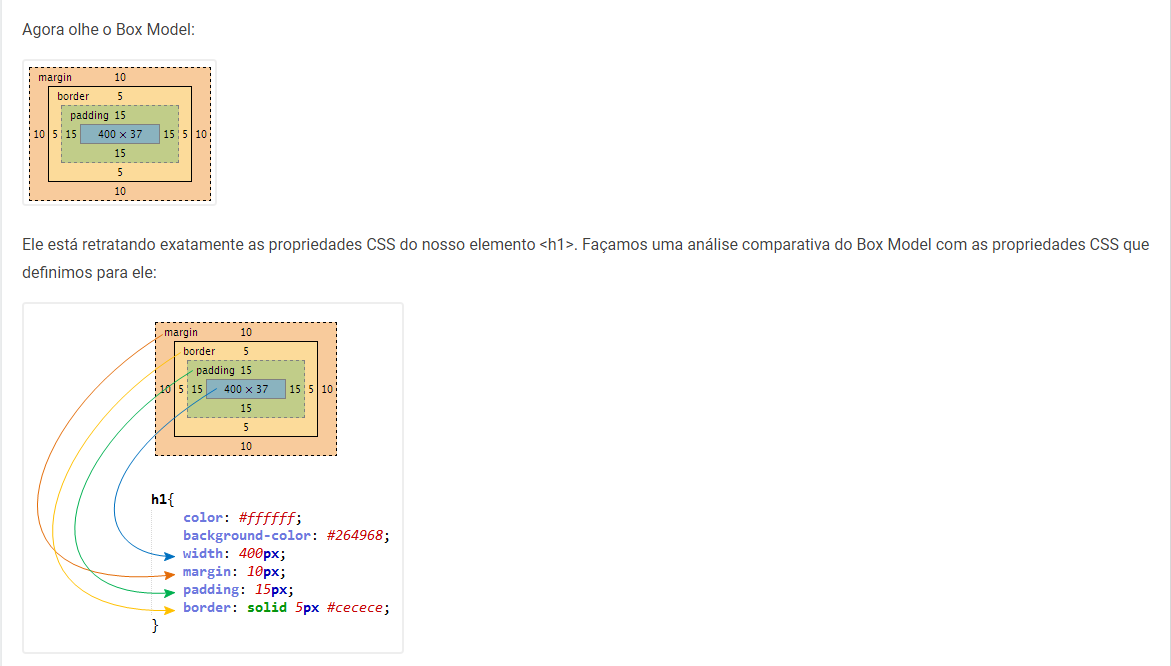 Agora olhe o Box Model:
margin 10
border 5
padding 15
10 5 15 400 × 37 15 5 10
15
5
10
Ele está retratando exatamente as propriedades CSS do nosso elemento <h1>. Façamos uma análise comparativa do Box Model com as propriedades CSS que
definimos para ele:
margin 10
border 5
padding 15
10 5 15 400 × 37 15 5 10
15
5
10
h1{
color: #ffffff;
background-color: #264968;
width: 400px;
margin: 10px;
padding: 15px;
border: solid 5px #cecece;
}